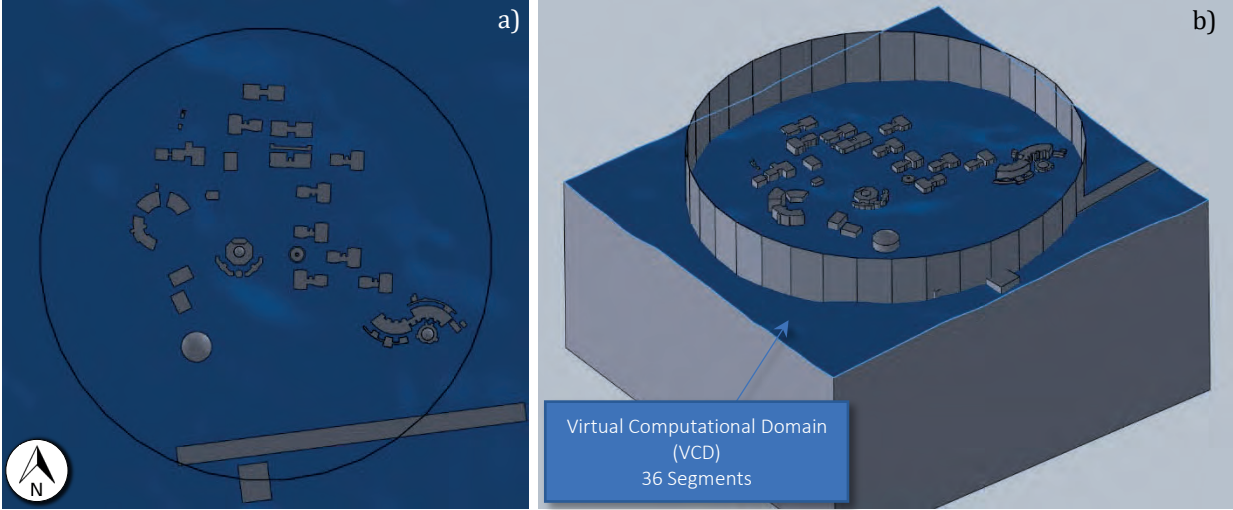 a)
N
b)
Virtual Computational Domain
(VCD)
36 Segments